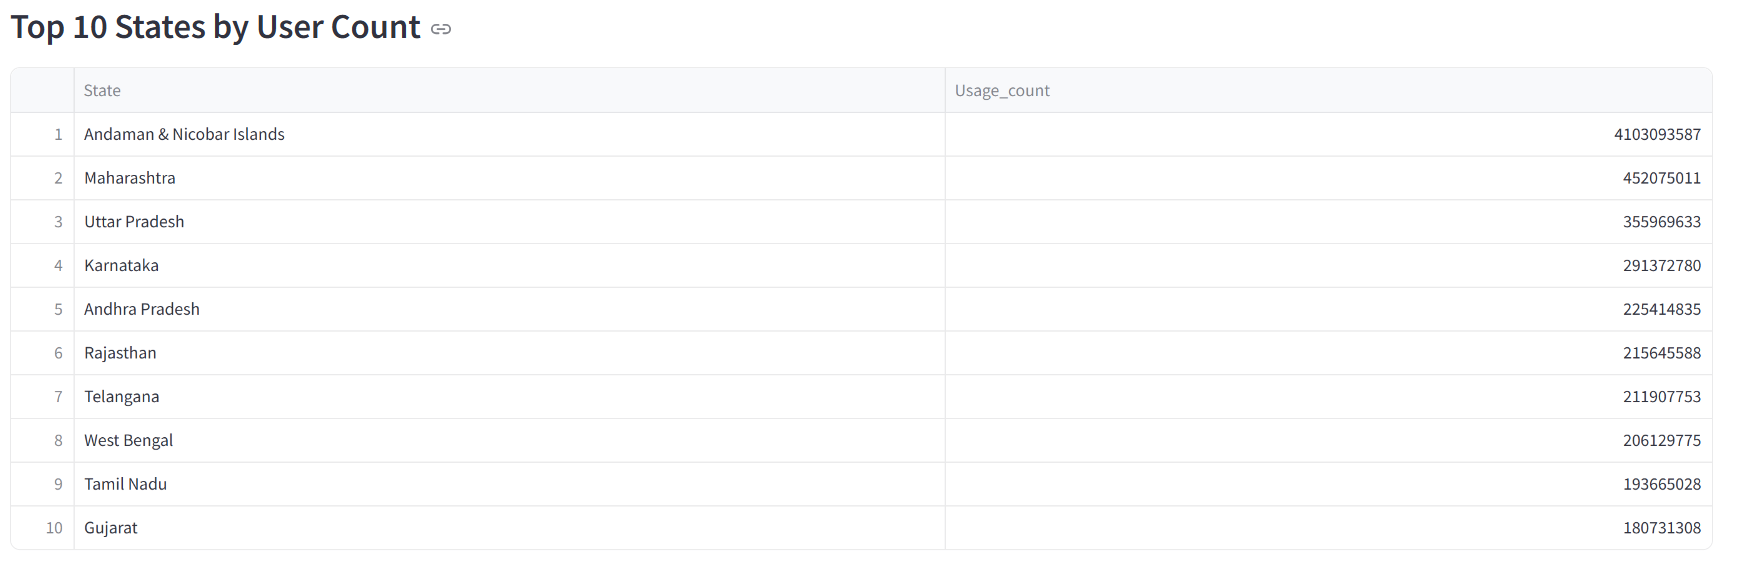 Top 10 States by User Count
State Usage_count
1 Andaman & Nicobar Islands 4103093587
2 Maharashtra 452075011
3 Uttar Pradesh 355969633
4 Karnataka 291372780
5 Andhra Pradesh 225414835
6 Rajasthan 215645588
7 Telangana 211907753
8 West Bengal 206129775
9 Tamil Nadu 193665028
10 Gujarat 180731308